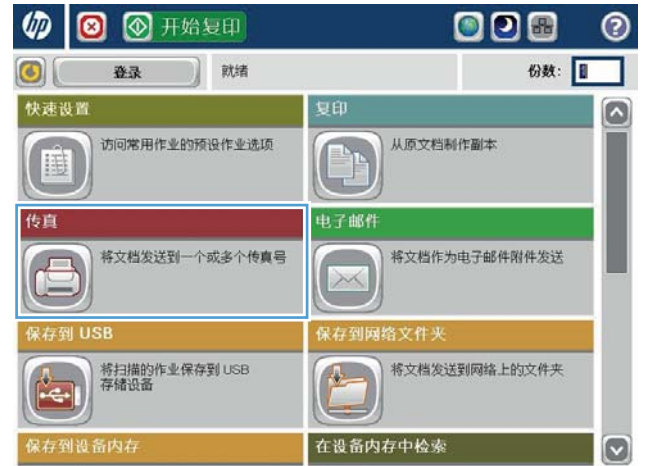 hp 开始复印 ?
登录 就绪 份数: 1
快速设置 复印
访问常用作业的预设作业选项 从原文档制作副本
传真 电子邮件
将文档发送到一个或多个传真号 将文档作为电子邮件附件发送
保存到 USB 保存到网络文件夹
将扫描的作业保存到 USB 将文档发送到网络上的文件夹
存储设备
保存到设备内存 在设备内存中检索